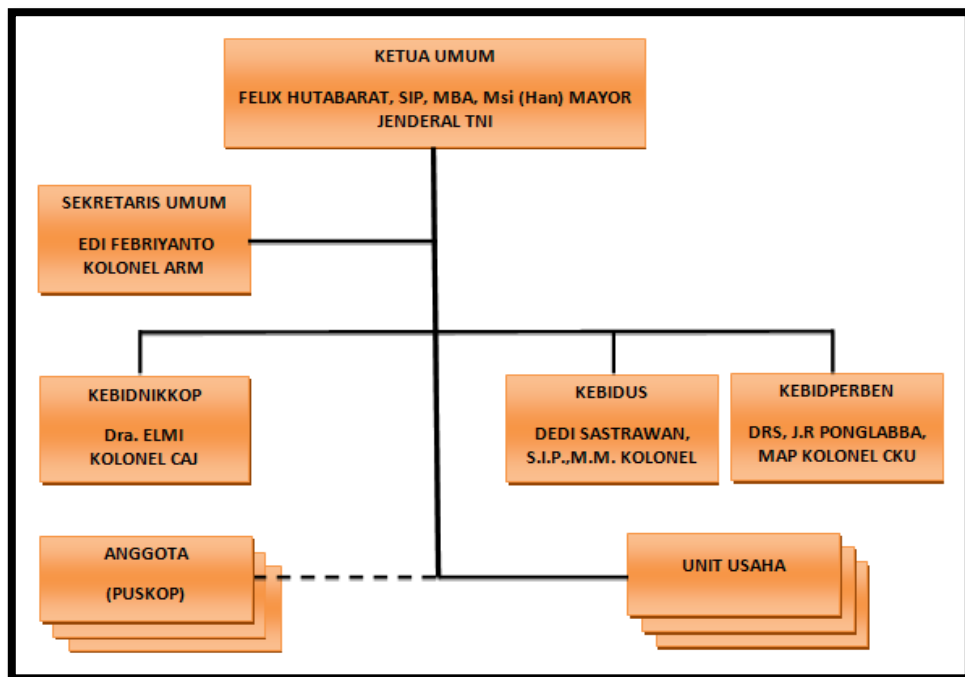 KETUA UMUM
FELIX HUTABARAT, SIP, MBA, Msi (Han) MAYOR
JENDERAL TNI
SEKRETARIS UMUM
EDI FEBRIYANTO
KOLONEL ARM
KEBIDNIKKOP
Dra. ELMI
KOLONEL CAJ
KEBIDUS
DEDI SASTRAWAN,
S.I.P.,M.M. KOLONEL
KEBIDPERBEN
DRS, J.R PONGLABBA,
MAP KOLONEL CKU
ANGGOTA
(PUSKOP)
UNIT USAHA